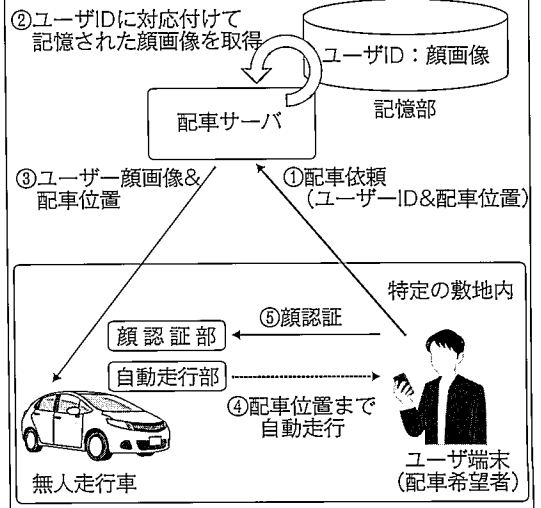 ②ユーザIDに対応付けて
記憶された顔画像を取得
ユーザID：顔画像
記憶部
配車サーバ
③ユーザー顔画像&
配車位置
①配車依頼
（ユーザーID&配車位置）
特定の敷地内
⑤顔認証
顔認証部
自動走行部
④配車位置まで
自動走行
無人走行車
ユーザ端末
（配車希望者）